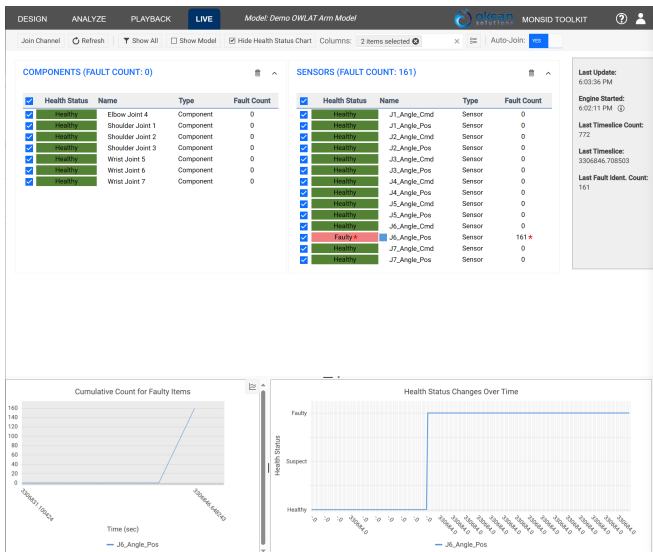 DESIGN ANALYZE PLAYBACK LIVE Model: Demo OWLAT Arm Model okean solutions MONSID TOOLKIT
Join Channel Refresh Show All Show Model Hide Health Status Chart Columns: 2 items selected Auto-Join: YES
COMPONENTS (FAULT COUNT: 0)
Health Status Name Type Fault Count
Healthy Elbow Joint 4 Component 0
Healthy Shoulder Joint 1 Component 0
Healthy Shoulder Joint 2 Component 0
Healthy Shoulder Joint 3 Component 0
Healthy Wrist Joint 5 Component 0
Healthy Wrist Joint 6 Component 0
Healthy Wrist Joint 7 Component 0
SENSORS (FAULT COUNT: 161)
Health Status Name Type Fault Count
Healthy J1_Angle_Cmd Sensor 0
Healthy J1_Angle_Pos Sensor 0
Healthy J2_Angle_Cmd Sensor 0
Healthy J2_Angle_Pos Sensor 0
Healthy J3_Angle_Cmd Sensor 0
Healthy J3_Angle_Pos Sensor 0
Healthy J4_Angle_Cmd Sensor 0
Healthy J4_Angle_Pos Sensor 0
Healthy J5_Angle_Cmd Sensor 0
Healthy J5_Angle_Pos Sensor 0
Healthy J6_Angle_Cmd Sensor 0
Faulty * J6_Angle_Pos Sensor 161 *
Healthy J7_Angle_Cmd Sensor 0
Healthy J7_Angle_Pos Sensor 0
Last Update:
6:03:36 PM
Engine Started:
6:02:11 PM
Last Timeslice Count:
772
Last Timeslice:
3306846.708503
Last Fault Ident. Count:
161
Cumulative Count for Faulty Items
160
140
120
100
80
60
40
20
0
3306831.100424 3306846.648243
Time (sec)
J6_Angle_Pos
Health Status Changes Over Time
Health Status
Faulty
Suspect
Healthy
J6_Angle_Pos